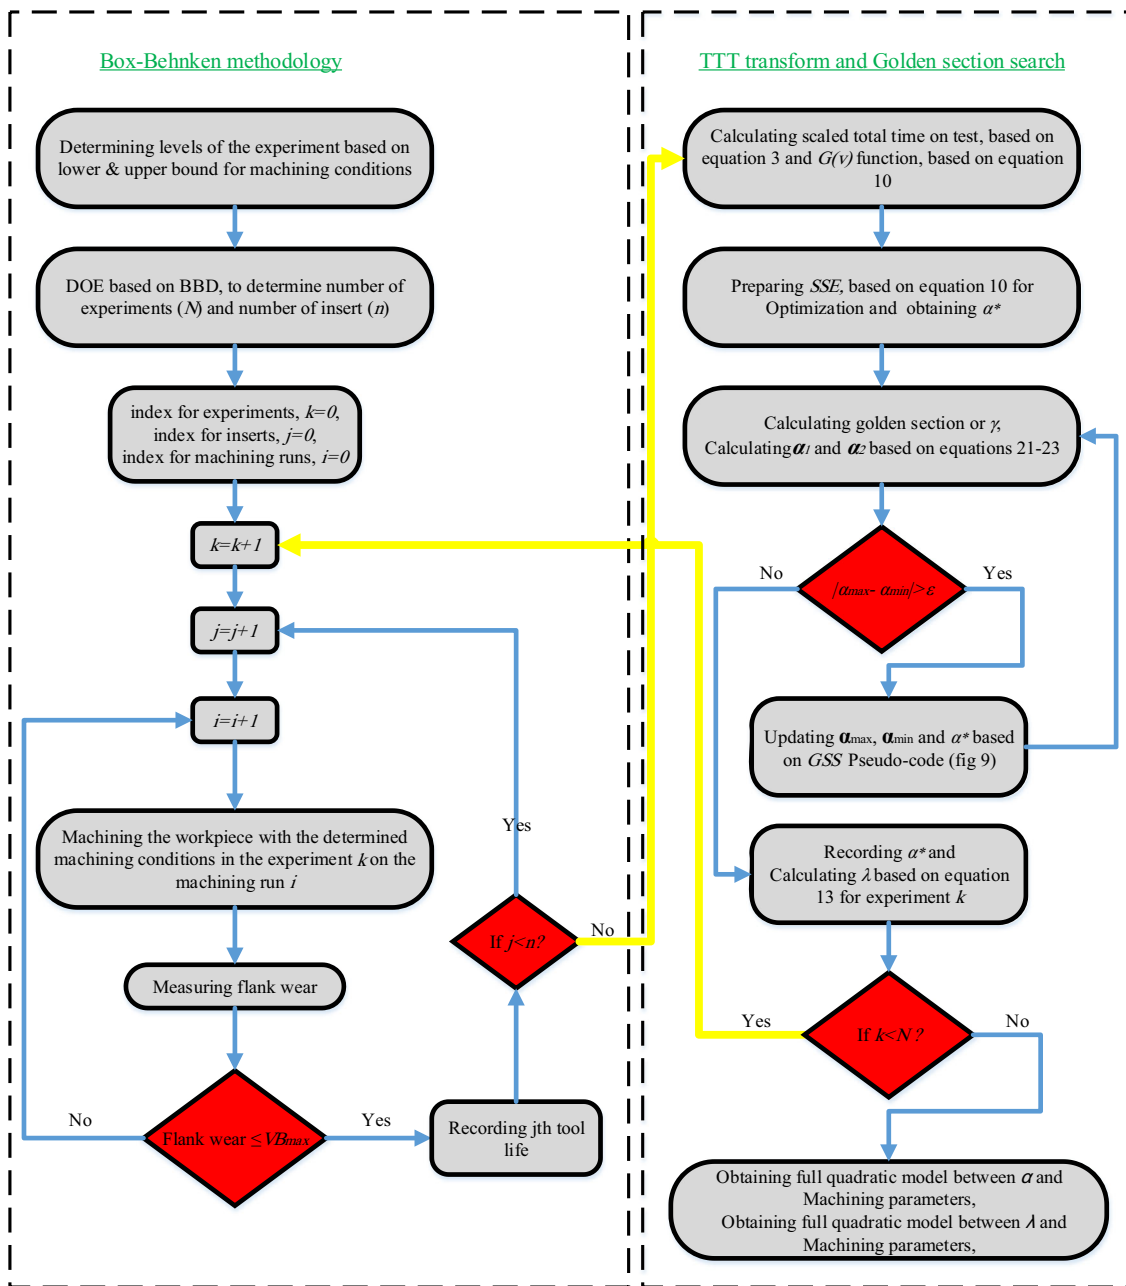 Box-Behnken methodology
Determining levels of the experiment based on
lower & upper bound for machining conditions
DOE based on BBD, to determine number of
experiments (N) and number of insert (n)
index for experiments, k=0,
index for inserts, j=0,
index for machining runs, i=0
k=k+1
j=j+1
i=i+1
Machining the workpiece with the determined
machining conditions in the experiment k on the
machining run i
Measuring flank wear
Flank wear ≤VBmax
No
Yes
Recording jth tool
life
If j<n?
Yes
No
TTT transform and Golden section search
Calculating scaled total time on test, based on
equation 3 and G(v) function, based on equation
10
Preparing SSE, based on equation 10 for
Optimization and obtaining α*
Calculating golden section or γ,
Calculating α1 and α2 based on equations 21-23
|αmax- αmin|>ε
No
Yes
Updating αmax, αmin and α* based
on GSS Pseudo-code (fig 9)
Recording α* and
Calculating λ based on equation
13 for experiment k
If k<N ?
Yes
No
Obtaining full quadratic model between α and
Machining parameters,
Obtaining full quadratic model between λ and
Machining parameters,